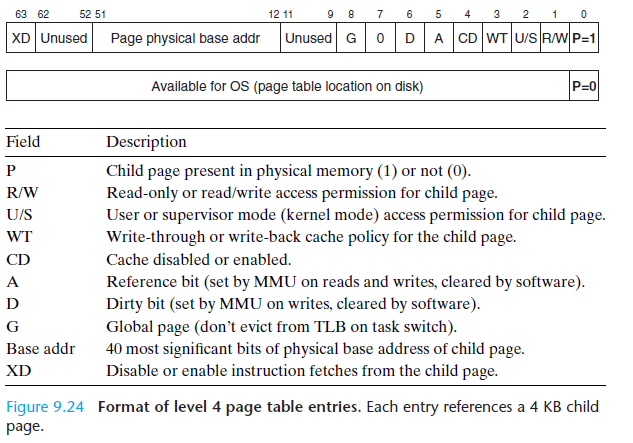 63 62 52 51 12 11 9 8 7 6 5 4 3 2 1 0
XD Unused Page physical base addr Unused G 0 D A CD WT U/S R/W P=1
Available for OS (page table location on disk) P=0
Field Description
P Child page present in physical memory (1) or not (0).
R/W Read-only or read/write access permission for child page.
U/S User or supervisor mode (kernel mode) access permission for child page.
WT Write-through or write-back cache policy for the child page.
CD Cache disabled or enabled.
A Reference bit (set by MMU on reads and writes, cleared by software).
D Dirty bit (set by MMU on writes, cleared by software).
G Global page (don’t evict from TLB on task switch).
Base addr 40 most significant bits of physical base address of child page.
XD Disable or enable instruction fetches from the child page.
Figure 9.24 Format of level 4 page table entries. Each entry references a 4 KB child
page.